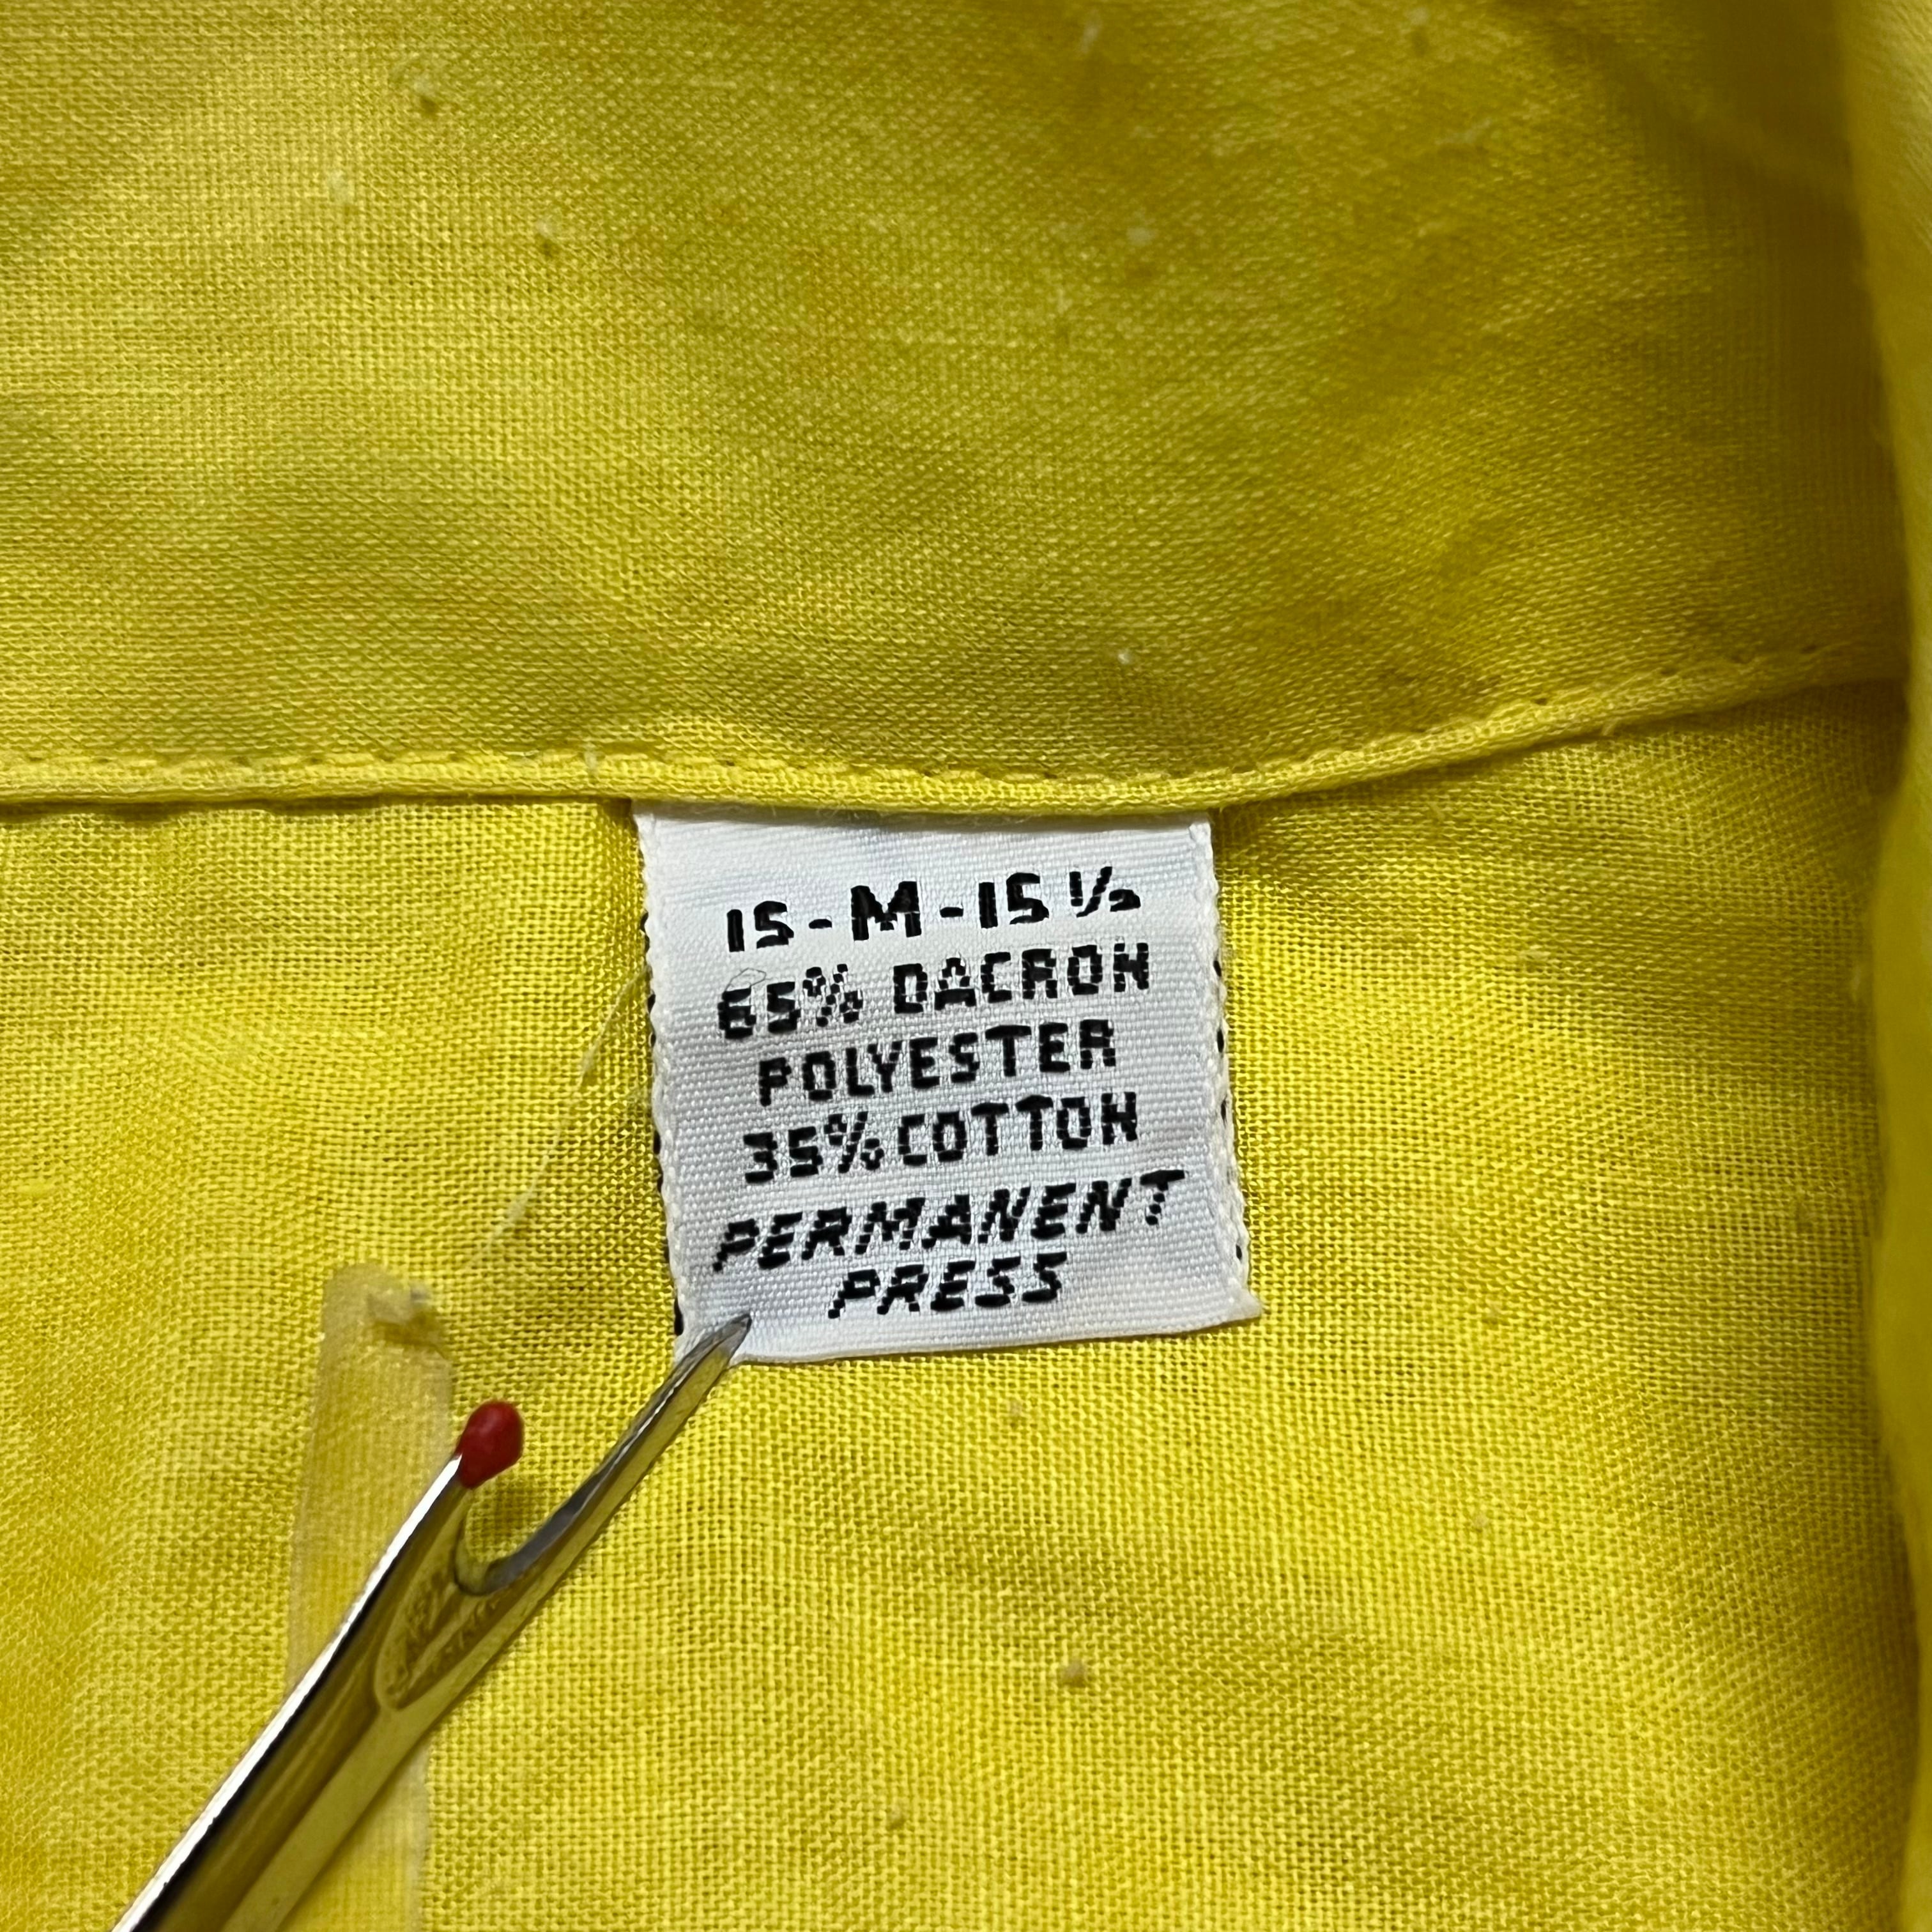 15-M-15 1/2
65% DACRON
POLYESTER
35% COTTON
PERMANENT
PRESS